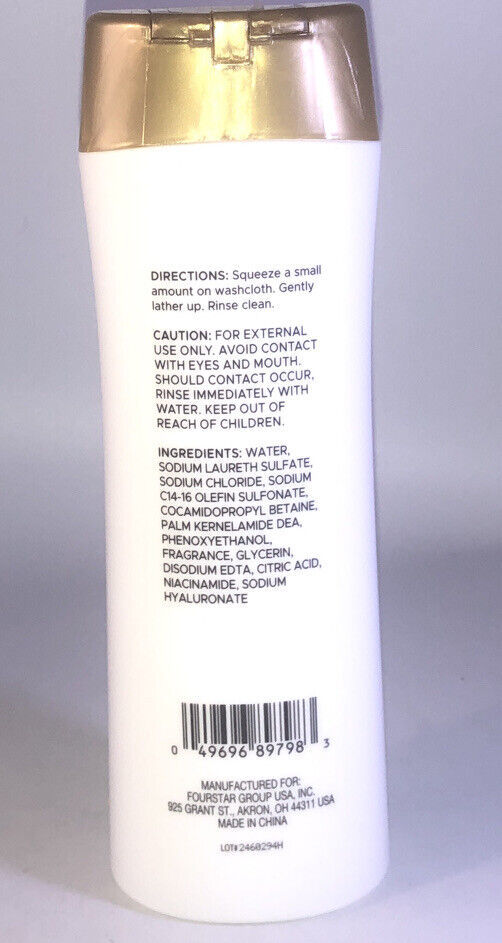 DIRECTIONS: Squeeze a small
amount on washcloth. Gently
lather up. Rinse clean.
CAUTION: FOR EXTERNAL
USE ONLY. AVOID CONTACT
WITH EYES AND MOUTH.
SHOULD CONTACT OCCUR,
RINSE IMMEDIATELY WITH
WATER. KEEP OUT OF
REACH OF CHILDREN.
INGREDIENTS: WATER,
SODIUM LAURETH SULFATE,
SODIUM CHLORIDE, SODIUM
C14-16 OLEFIN SULFONATE,
COCAMIDOPROPYL BETAINE,
PALM KERNELAMIDE DEA,
PHENOXYETHANOL,
FRAGRANCE, GLYCERIN,
DISODIUM EDTA, CITRIC ACID,
NIACINAMIDE, SODIUM
HYALURONATE
0 49696 89798 3
MANUFACTURED FOR:
FOURSTAR GROUP USA, INC.
925 GRANT ST., AKRON, OH 44311 USA
MADE IN CHINA
LOT# 2460294H